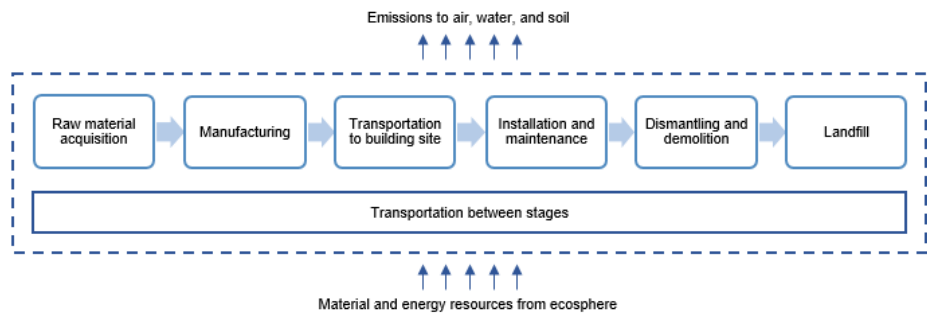 Emissions to air, water, and soil
Raw material
acquisition
Manufacturing
Transportation
to building site
Installation and
maintenance
Dismantling and
demolition
Landfill
Transportation between stages
Material and energy resources from ecosphere